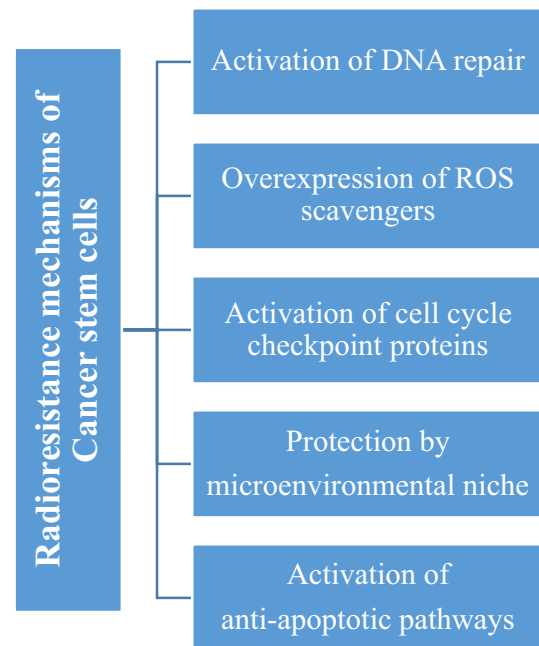 Radioresistance mechanisms of
Cancer stem cells
Activation of DNA repair
Overexpression of ROS
scavengers
Activation of cell cycle
checkpoint proteins
Protection by
microenvironmental niche
Activation of
anti-apoptotic pathways